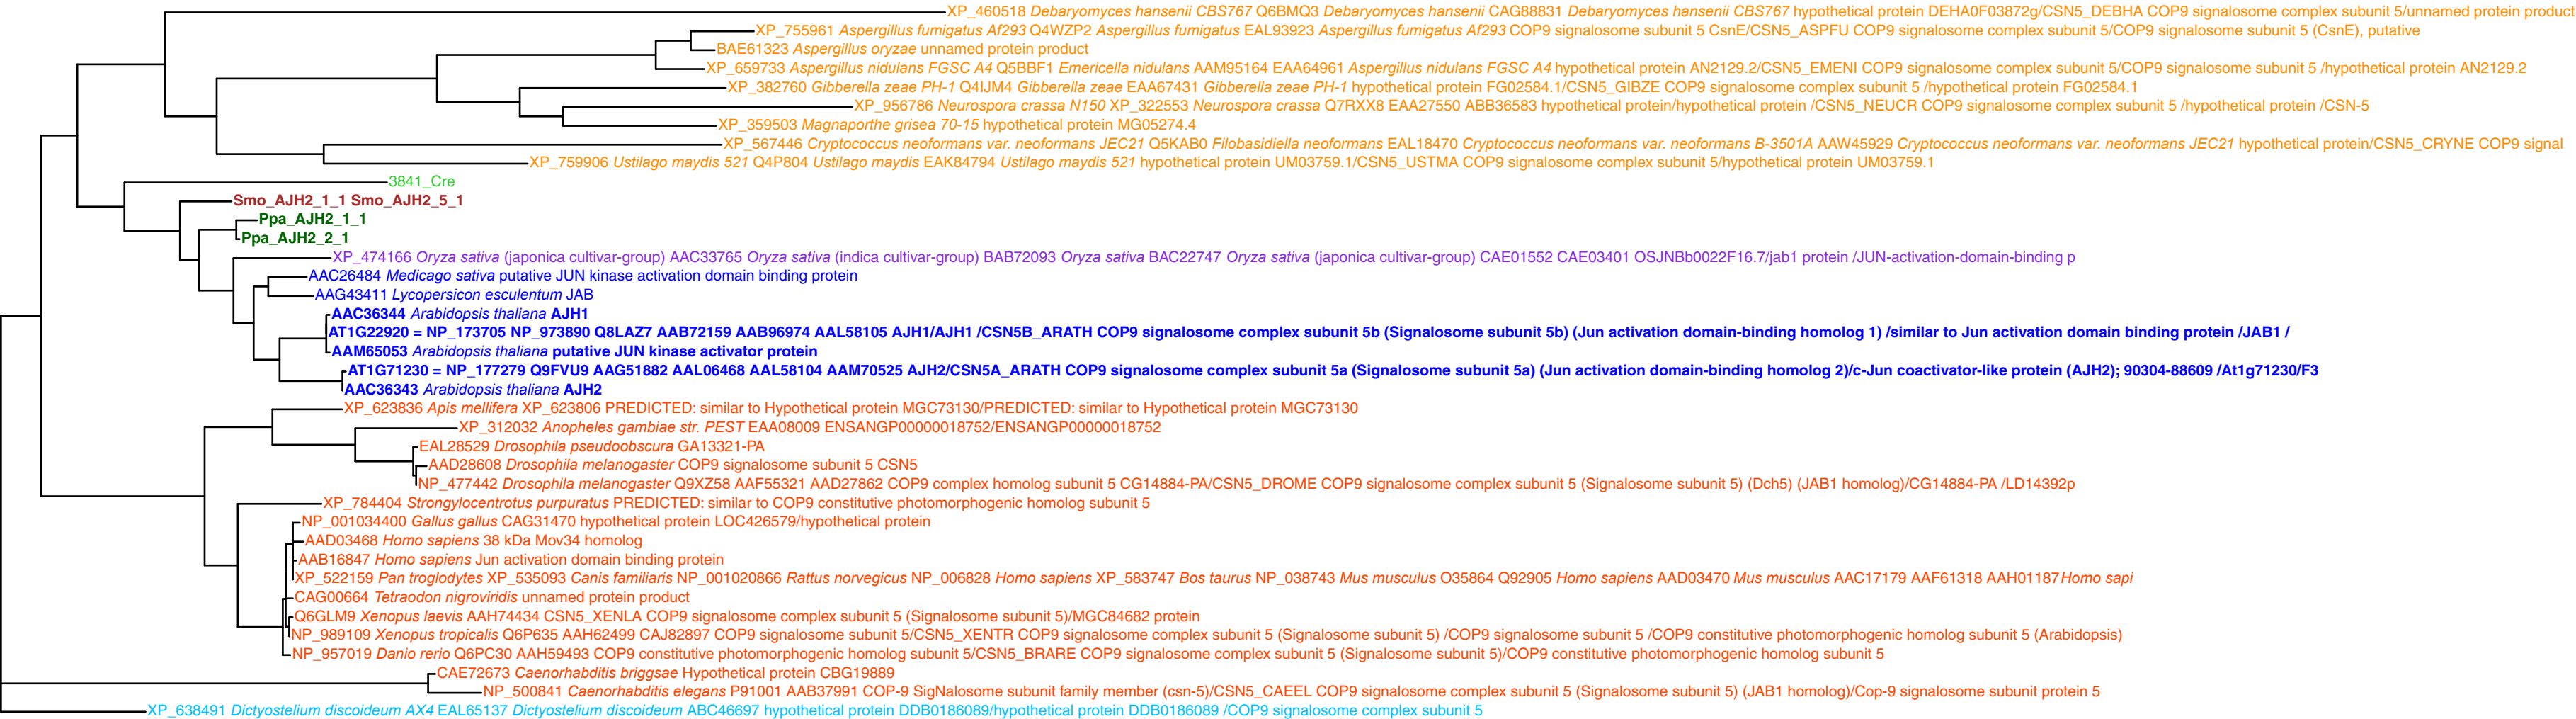 XP_460518 Debaryomyces hansenii CBS767 Q6BMQ3 Debaryomyces hansenii CAG88831 Debaryomyces hansenii CBS767 hypothetical protein DEHA0F03872g/CSN5_DEBHA COP9 signalosome complex subunit 5/unnamed protein product
XP_755961 Aspergillus fumigatus Af293 Q4WZP2 Aspergillus fumigatus EAL93923 Aspergillus fumigatus Af293 COP9 signalosome subunit 5 CsnE/CSN5_ASPFU COP9 signalosome complex subunit 5/COP9 signalosome subunit 5 (CsnE), putative
BAE61323 Aspergillus oryzae unnamed protein product
XP_659733 Aspergillus nidulans FGSC A4 Q5BBF1 Emericella nidulans AAM95164 EAA64961 Aspergillus nidulans FGSC A4 hypothetical protein AN2129.2/CSN5_EMENI COP9 signalosome complex subunit 5/COP9 signalosome subunit 5 /hypothetical protein AN2129.2
XP_382760 Gibberella zeae PH-1 Q4IJM4 Gibberella zeae EAA67431 Gibberella zeae PH-1 hypothetical protein FG02584.1/CSN5_GIBZE COP9 signalosome complex subunit 5 /hypothetical protein FG02584.1
XP_956786 Neurospora crassa N150 XP_322553 Neurospora crassa Q7RXX8 EAA27550 ABB36583 hypothetical protein/hypothetical protein /CSN5_NEUCR COP9 signalosome complex subunit 5 /hypothetical protein /CSN-5
XP_359503 Magnaporthe grisea 70-15 hypothetical protein MG05274.4
XP_567446 Cryptococcus neoformans var. neoformans JEC21 Q5KAB0 Filobasidiella neoformans EAL18470 Cryptococcus neoformans var. neoformans B-3501A AAW45929 Cryptococcus neoformans var. neoformans JEC21 hypothetical protein/CSN5_CRYNE COP9 signal
XP_759906 Ustilago maydis 521 Q4P804 Ustilago maydis EAK84794 Ustilago maydis 521 hypothetical protein UM03759.1/CSN5_USTMA COP9 signalosome complex subunit 5/hypothetical protein UM03759.1
3841_Cre
Smo_AJH2_1_1 Smo_AJH2_5_1
Ppa_AJH2_1_1
Ppa_AJH2_2_1
XP_474166 Oryza sativa (japonica cultivar-group) AAC33765 Oryza sativa (indica cultivar-group) BAB72093 Oryza sativa BAC22747 Oryza sativa (japonica cultivar-group) CAE01552 CAE03401 OSJNBb0022F16.7/jab1 protein /JUN-activation-domain-binding p
AAC26484 Medicago sativa putative JUN kinase activation domain binding protein
AAG43411 Lycopersicon esculentum JAB
AAC36344 Arabidopsis thaliana AJH1
AT1G22920 = NP_173705 NP_973890 Q8LAZ7 AAB72159 AAB96974 AAL58105 AJH1/AJH1 /CSN5B_ARATH COP9 signalosome complex subunit 5b (Signalosome subunit 5b) (Jun activation domain-binding homolog 1) /similar to Jun activation domain binding protein /JAB1 /
AAM65053 Arabidopsis thaliana putative JUN kinase activator protein
AT1G71230 = NP_177279 Q9FVU9 AAG51882 AAL06468 AAL58104 AAM70525 AJH2/CSN5A_ARATH COP9 signalosome complex subunit 5a (Signalosome subunit 5a) (Jun activation domain-binding homolog 2)/c-Jun coactivator-like protein (AJH2); 90304-88609 /At1g71230/F3
AAC36343 Arabidopsis thaliana AJH2
XP_623836 Apis mellifera XP_623806 PREDICTED: similar to Hypothetical protein MGC73130/PREDICTED: similar to Hypothetical protein MGC73130
XP_312032 Anopheles gambiae str. PEST EAA08009 ENSANGP00000018752/ENSANGP00000018752
EAL28529 Drosophila pseudoobscura GA13321-PA
AAD28608 Drosophila melanogaster COP9 signalosome subunit 5 CSN5
NP_477442 Drosophila melanogaster Q9XZ58 AAF55321 AAD27862 COP9 complex homolog subunit 5 CG14884-PA/CSN5_DROME COP9 signalosome complex subunit 5 (Signalosome subunit 5) (Dch5) (JAB1 homolog)/CG14884-PA /LD14392p
XP_784404 Strongylocentrotus purpuratus PREDICTED: similar to COP9 constitutive photomorphogenic homolog subunit 5
NP_001034400 Gallus gallus CAG31470 hypothetical protein LOC426579/hypothetical protein
AAD03468 Homo sapiens 38 kDa Mov34 homolog
AAB16847 Homo sapiens Jun activation domain binding protein
XP_522159 Pan troglodytes XP_535093 Canis familiaris NP_001020866 Rattus norvegicus NP_006828 Homo sapiens XP_583747 Bos taurus NP_038743 Mus musculus O35864 Q92905 Homo sapiens AAD03470 Mus musculus AAC17179 AAF61318 AAH01187 Homo sapi
CAG00664 Tetraodon nigroviridis unnamed protein product
Q6GLM9 Xenopus laevis AAH74434 CSN5_XENLA COP9 signalosome complex subunit 5 (Signalosome subunit 5)/MGC84682 protein
NP_989109 Xenopus tropicalis Q6P635 AAH62499 CAJ82897 COP9 signalosome subunit 5/CSN5_XENTR COP9 signalosome complex subunit 5 (Signalosome subunit 5) /COP9 signalosome subunit 5 /COP9 constitutive photomorphogenic homolog subunit 5 (Arabidopsis)
NP_957019 Danio rerio Q6PC30 AAH59493 COP9 constitutive photomorphogenic homolog subunit 5/CSN5_BRARE COP9 signalosome complex subunit 5 (Signalosome subunit 5)/COP9 constitutive photomorphogenic homolog subunit 5
CAE72673 Caenorhabditis briggsae Hypothetical protein CBG19889
NP_500841 Caenorhabditis elegans P91001 AAB37991 COP-9 SigNalosome subunit family member (csn-5)/CSN5_CAEEL COP9 signalosome complex subunit 5 (Signalosome subunit 5) (JAB1 homolog)/Cop-9 signalosome subunit protein 5
XP_638491 Dictyostelium discoideum AX4 EAL65137 Dictyostelium discoideum ABC46697 hypothetical protein DDB0186089/hypothetical protein DDB0186089 /COP9 signalosome complex subunit 5